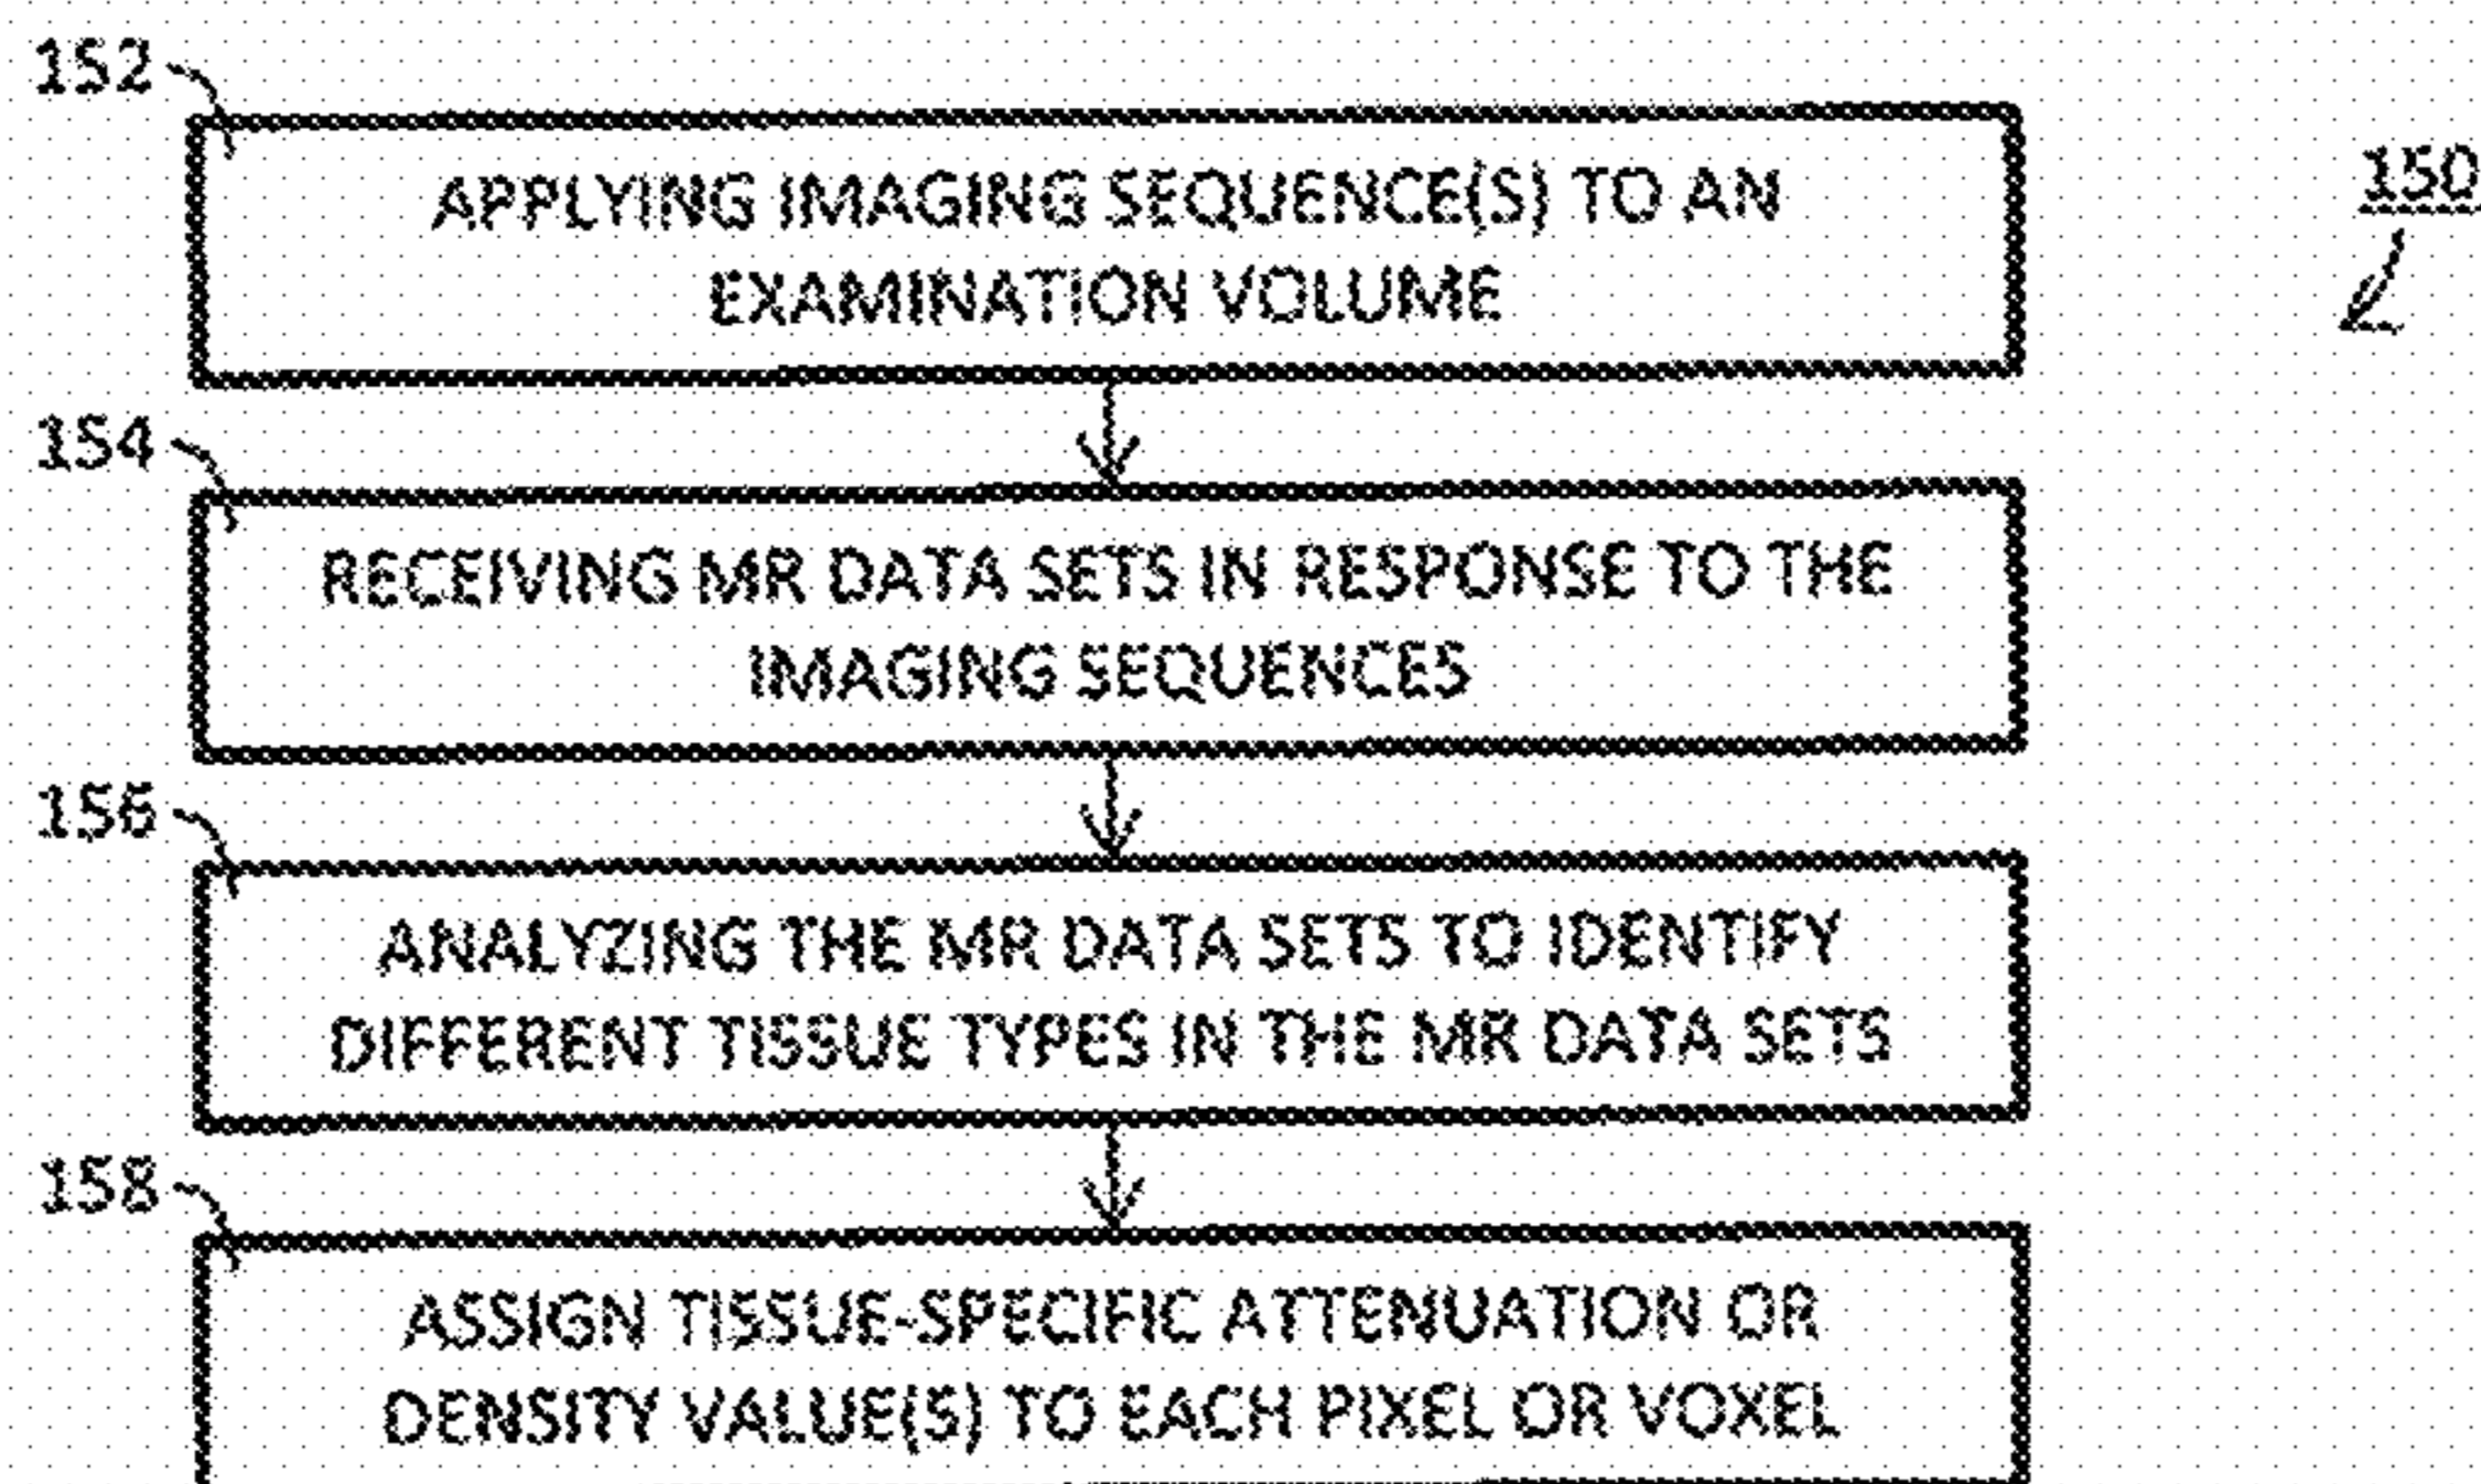 152
APPLYING IMAGING SEQUENCE(S) TO AN
EXAMINATION VOLUME
150
154
RECEIVING MR DATA SETS IN RESPONSE TO THE
IMAGING SEQUENCES
156
ANALYZING THE MR DATA SETS TO IDENTIFY
DIFFERENT TISSUE TYPES IN THE MR DATA SETS
158
ASSIGN TISSUE-SPECIFIC ATTENUATION OR
DENSITY VALUE(S) TO EACH PIXEL OR VOXEL